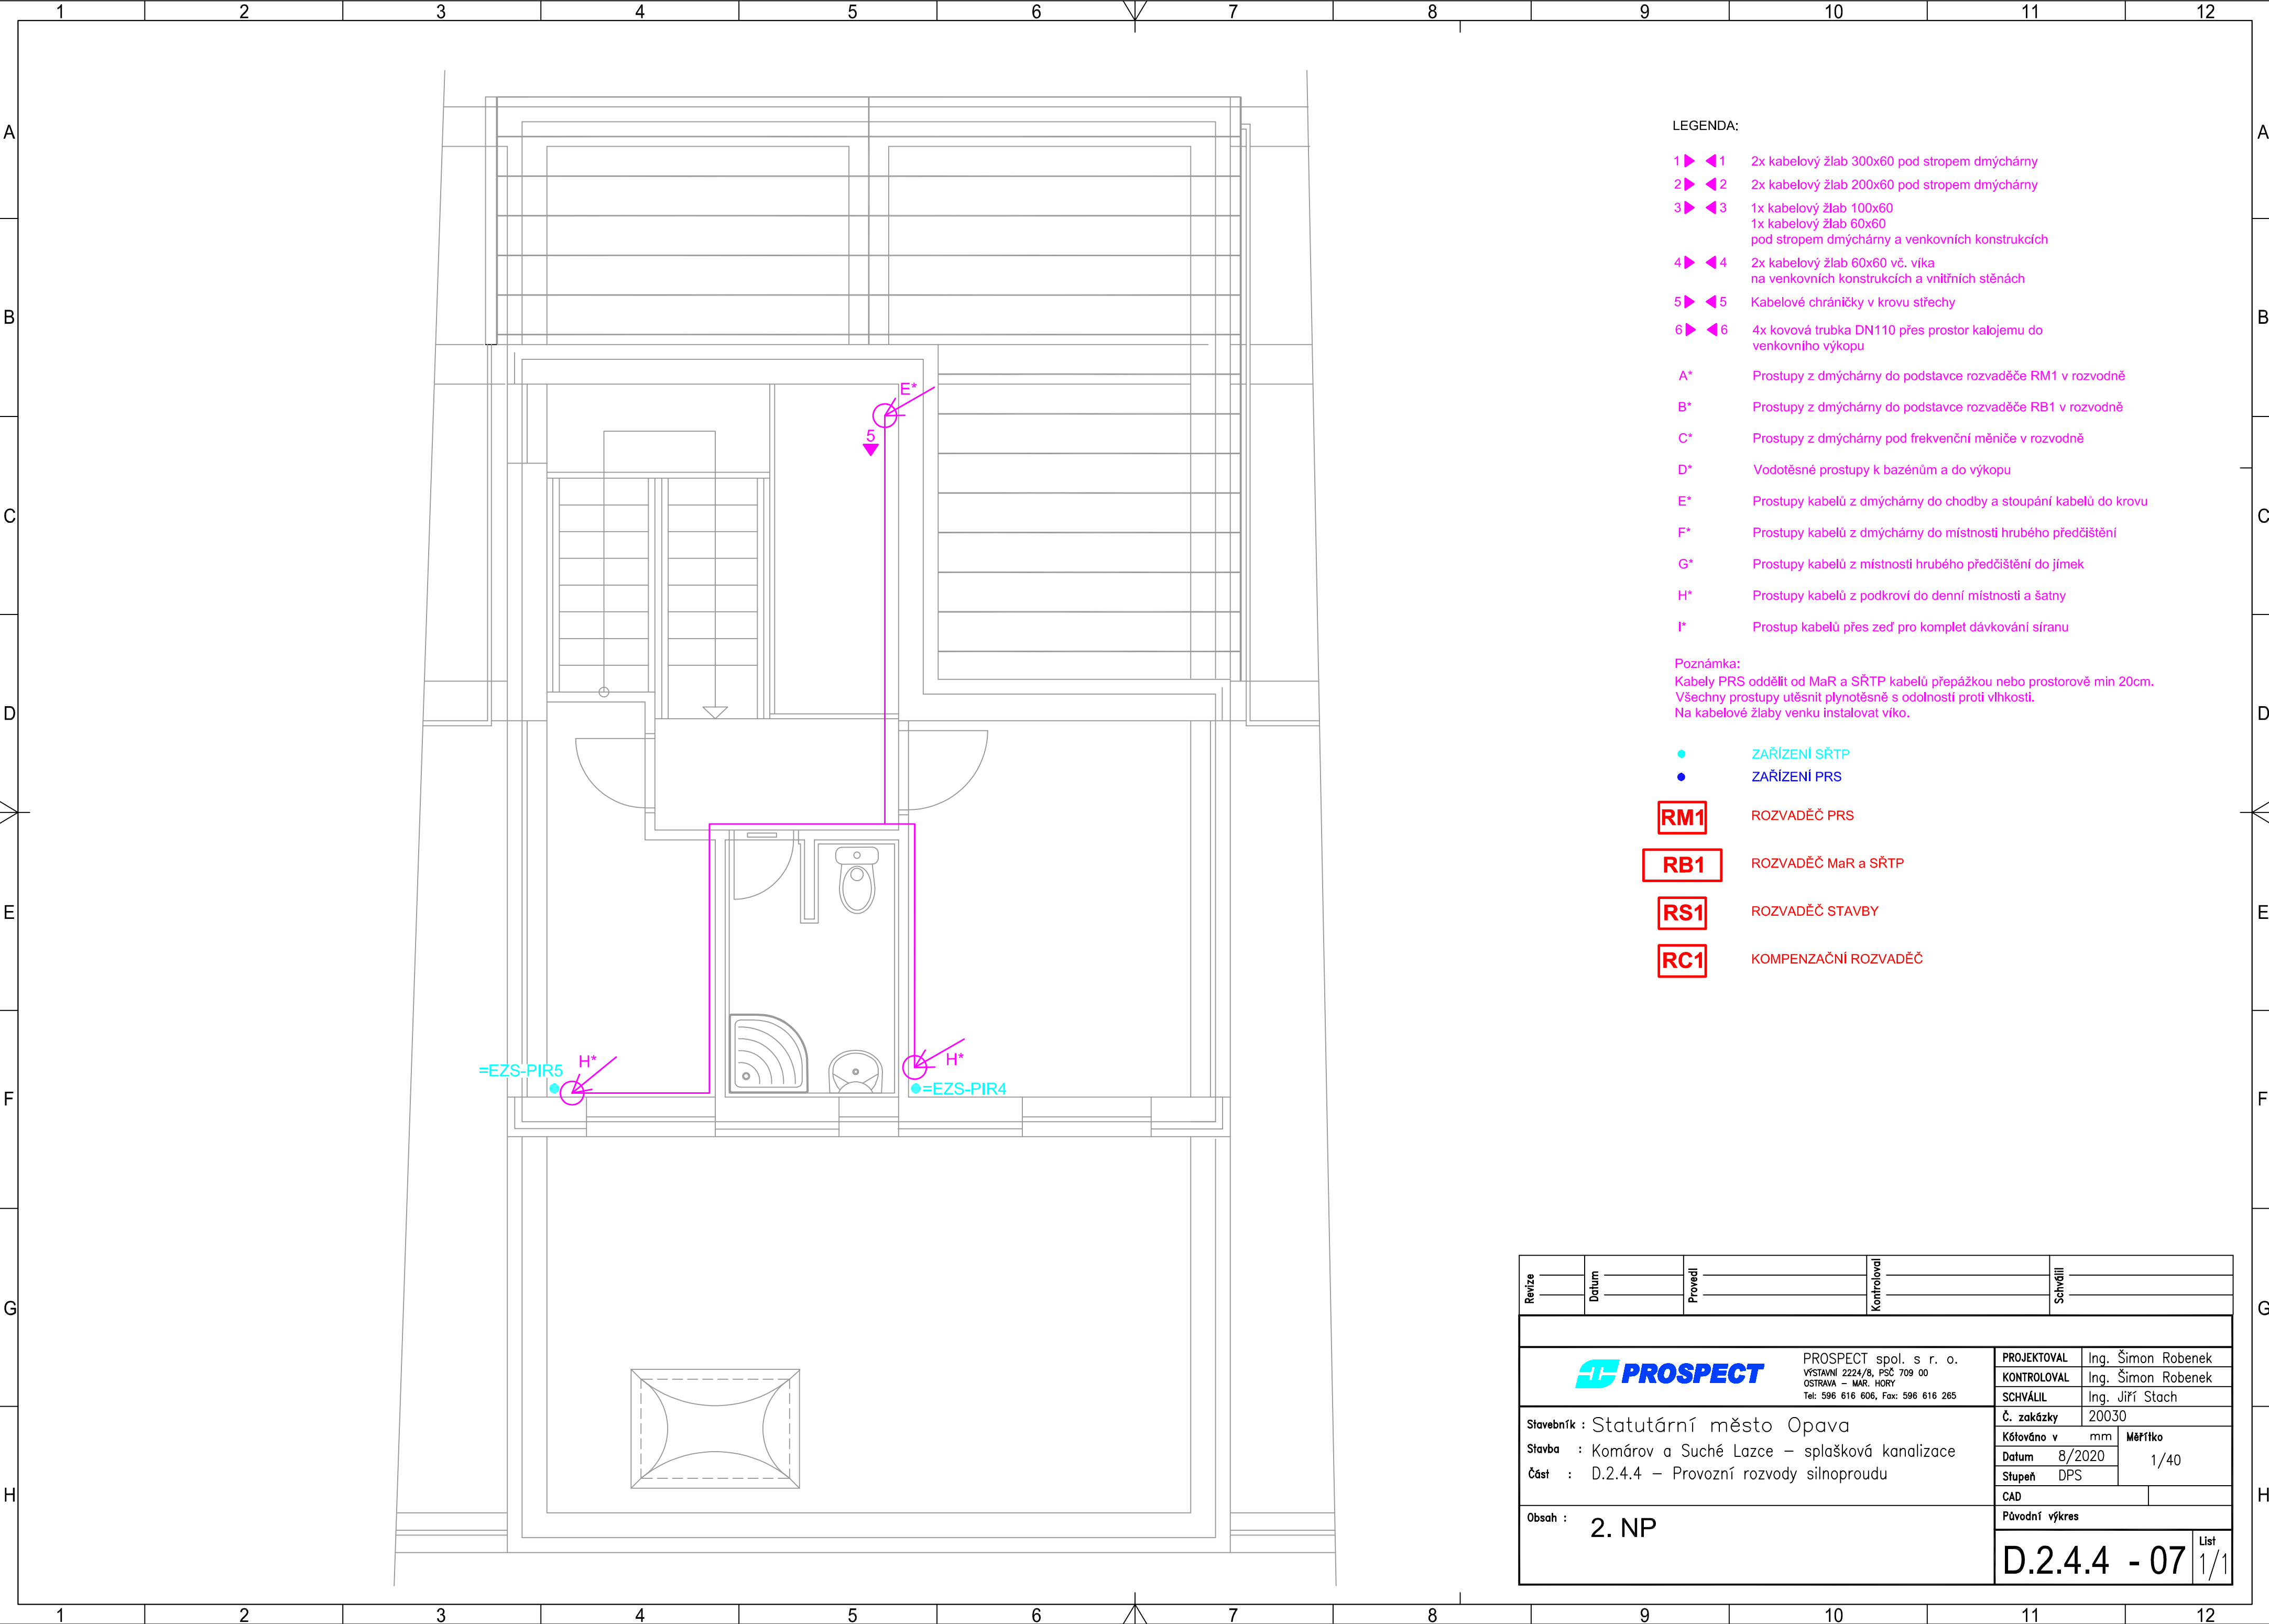 1 2 3 4 5 6 7 8 9 10 11 12
A A
B B
C C
D D
E E
F F
G G
H H
E*
5
H*
=EZS-PIR5
H*
=EZS-PIR4
LEGENDA:
1 1 2x kabelový žlab 300x60 pod stropem dmýchárny
2 2 2x kabelový žlab 200x60 pod stropem dmýchárny
3 3 1x kabelový žlab 100x60
1x kabelový žlab 60x60
pod stropem dmýchárny a venkovních konstrukcích
4 4 2x kabelový žlab 60x60 vč. víka
na venkovních konstrukcích a vnitřních stěnách
5 5 Kabelové chráničky v krovu střechy
6 6 4x kovová trubka DN110 přes prostor kalojemu do
venkovního výkopu
A* Prostupy z dmýchárny do podstavce rozvaděče RM1 v rozvodně
B* Prostupy z dmýchárny do podstavce rozvaděče RB1 v rozvodně
C* Prostupy z dmýchárny pod frekvenční měniče v rozvodně
D* Vodotěsné prostupy k bazénům a do výkopu
E* Prostupy kabelů z dmýchárny do chodby a stoupání kabelů do krovu
F* Prostupy kabelů z dmýchárny do místnosti hrubého předčištění
G* Prostupy kabelů z místnosti hrubého předčištění do jímek
H* Prostupy kabelů z podkroví do denní místnosti a šatny
I* Prostup kabelů přes zeď pro komplet dávkování síranu
Poznámka:
Kabely PRS oddělit od MaR a SŘTP kabelů přepážkou nebo prostorově min 20cm.
Všechny prostupy utěsnit plynotěsně s odolností proti vlhkosti.
Na kabelové žlaby venku instalovat víko.
ZAŘÍZENÍ SŘTP
ZAŘÍZENÍ PRS
RM1 ROZVADĚČ PRS
RB1 ROZVADĚČ MaR a SŘTP
RS1 ROZVADĚČ STAVBY
RC1 KOMPENZAČNÍ ROZVADĚČ
Revize Datum Provedl Kontroloval Schválil
PROSPECT
PROSPECT spol. s r. o.
VÝSTAVNÍ 2224/8, PSČ 709 00
OSTRAVA – MAR. HORY
Tel: 596 616 606, Fax: 596 616 265
PROJEKTOVAL Ing. Šimon Robenek
KONTROLOVAL Ing. Šimon Robenek
SCHVÁLIL Ing. Jiří Stach
Č. zakázky 20030
Kótováno v mm Měřítko
Datum 8/2020 1/40
Stupeň DPS
CAD
Původní výkres
D.2.4.4 - 07 List 1/1
Stavebník : Statutární město Opava
Stavba : Komárov a Suché Lazce – splašková kanalizace
Část : D.2.4.4 – Provozní rozvody silnoproudu
Obsah : 2. NP
1 2 3 4 5 6 7 8 9 10 11 12